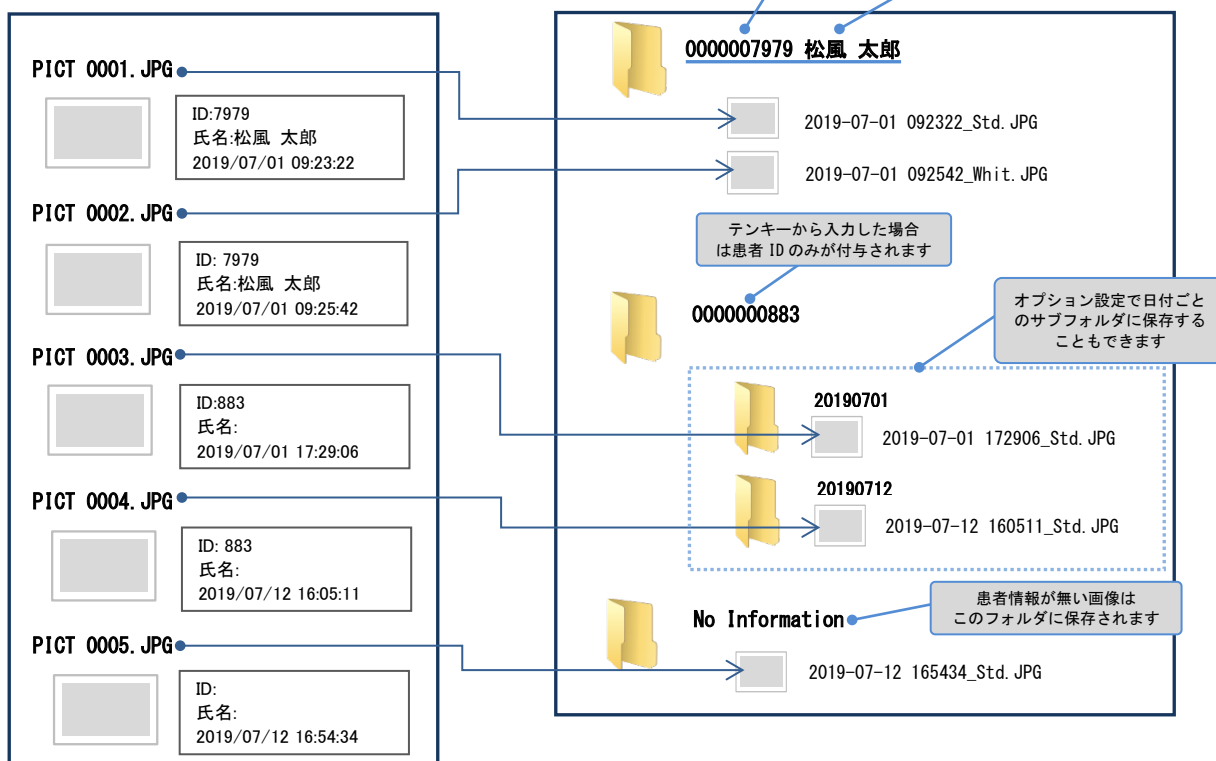 PICT 0001.JPG
ID:7979
氏名:松風 太郎
2019/07/01 09:23:22
PICT 0002.JPG
ID: 7979
氏名:松風 太郎
2019/07/01 09:25:42
PICT 0003.JPG
ID:883
氏名:
2019/07/01 17:29:06
PICT 0004.JPG
ID: 883
氏名:
2019/07/12 16:05:11
PICT 0005.JPG
ID:
氏名:
2019/07/12 16:54:34
0000007979 松風 太郎
2019-07-01 092322_Std.JPG
2019-07-01 092542_Whit.JPG
テンキーから入力した場合
は患者 ID のみが付与されます
0000000883
オプション設定で日付ごと
のサブフォルダに保存する
こともできます
20190701
2019-07-01 172906_Std.JPG
20190712
2019-07-12 160511_Std.JPG
No Information
患者情報が無い画像は
このフォルダに保存されます
2019-07-12 165434_Std.JPG